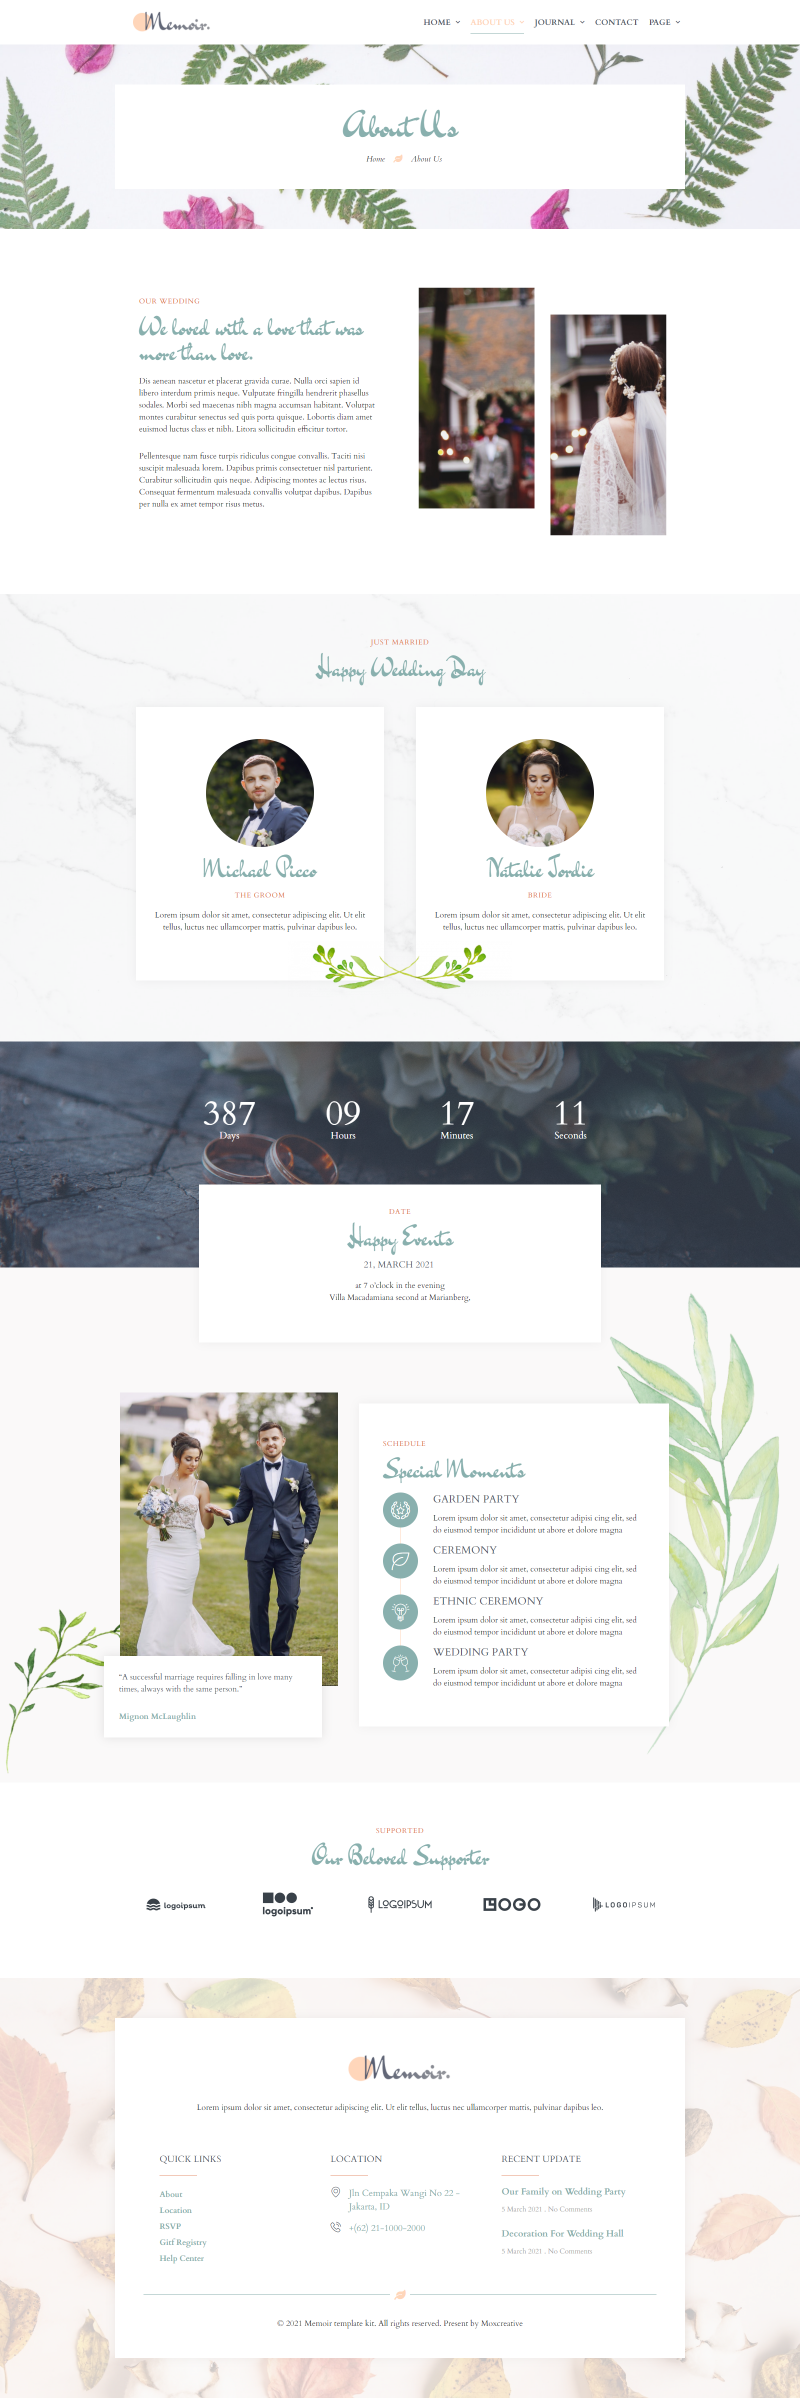 Memoir.
HOME ABOUT US JOURNAL CONTACT PAGE
About Us
Home About Us
OUR WEDDING
We loved with a love that was
more than love.
Dis aenean nascetur et placerat gravida curae. Nulla orci sapien id
libero interdum primis neque. Vulputate fringilla hendrerit phasellus
sodales. Morbi sed maecenas nibh magna accumsan habitant. Volutpat
montes curabitur senectus sed quis porta quisque. Lobortis diam amet
euismod luctus class et nibh. Litora sollicitudin efficitur tortor.
Pellentesque nam fusce turpis ridiculus congue convallis. Taciti nisi
suscipit malesuada lorem. Dapibus primis consectetuer nisl parturient.
Curabitur sollicitudin quis neque. Adipiscing montes ac lectus risus.
Consequat fermentum malesuada convallis volutpat dapibus. Dapibus
per nulla ex amet tempor risus metus.
JUST MARRIED
Happy Wedding Day
Michael Picco
THE GROOM
Lorem ipsum dolor sit amet, consectetur adipiscing elit. Ut elit
tellus, luctus nec ullamcorper mattis, pulvinar dapibus leo.
Natalie Jordie
BRIDE
Lorem ipsum dolor sit amet, consectetur adipiscing elit. Ut elit
tellus, luctus nec ullamcorper mattis, pulvinar dapibus leo.
387 09 17 11
Days Hours Minutes Seconds
DATE
Happy Events
21, MARCH 2021
at 7 o'clock in the evening
Villa Macadamiana second at Marianberg,
SCHEDULE
Special Moments
GARDEN PARTY
Lorem ipsum dolor sit amet, consectetur adipisi cing elit, sed
do eiusmod tempor incididunt ut abore et dolore magna
CEREMONY
Lorem ipsum dolor sit amet, consectetur adipisi cing elit, sed
do eiusmod tempor incididunt ut abore et dolore magna
ETHNIC CEREMONY
Lorem ipsum dolor sit amet, consectetur adipisi cing elit, sed
do eiusmod tempor incididunt ut abore et dolore magna
WEDDING PARTY
Lorem ipsum dolor sit amet, consectetur adipisi cing elit, sed
do eiusmod tempor incididunt ut abore et dolore magna
“A successful marriage requires falling in love many
times, always with the same person.”
Mignon McLaughlin
SUPPORTED
Our Beloved Supporter
logoipsum. logoipsum LOGOIPSUM LOGO LOGOIPSUM
Memoir.
Lorem ipsum dolor sit amet, consectetur adipiscing elit. Ut elit tellus, luctus nec ullamcorper mattis, pulvinar dapibus leo.
QUICK LINKS
About
Location
RSVP
Gitf Registry
Help Center
LOCATION
Jln Cempaka Wangi No 22 -
Jakarta, ID
+(62) 21-1000-2000
RECENT UPDATE
Our Family on Wedding Party
5 March 2021 . No Comments
Decoration For Wedding Hall
5 March 2021 . No Comments
© 2021 Memoir template kit. All rights reserved. Present by Moxcreative